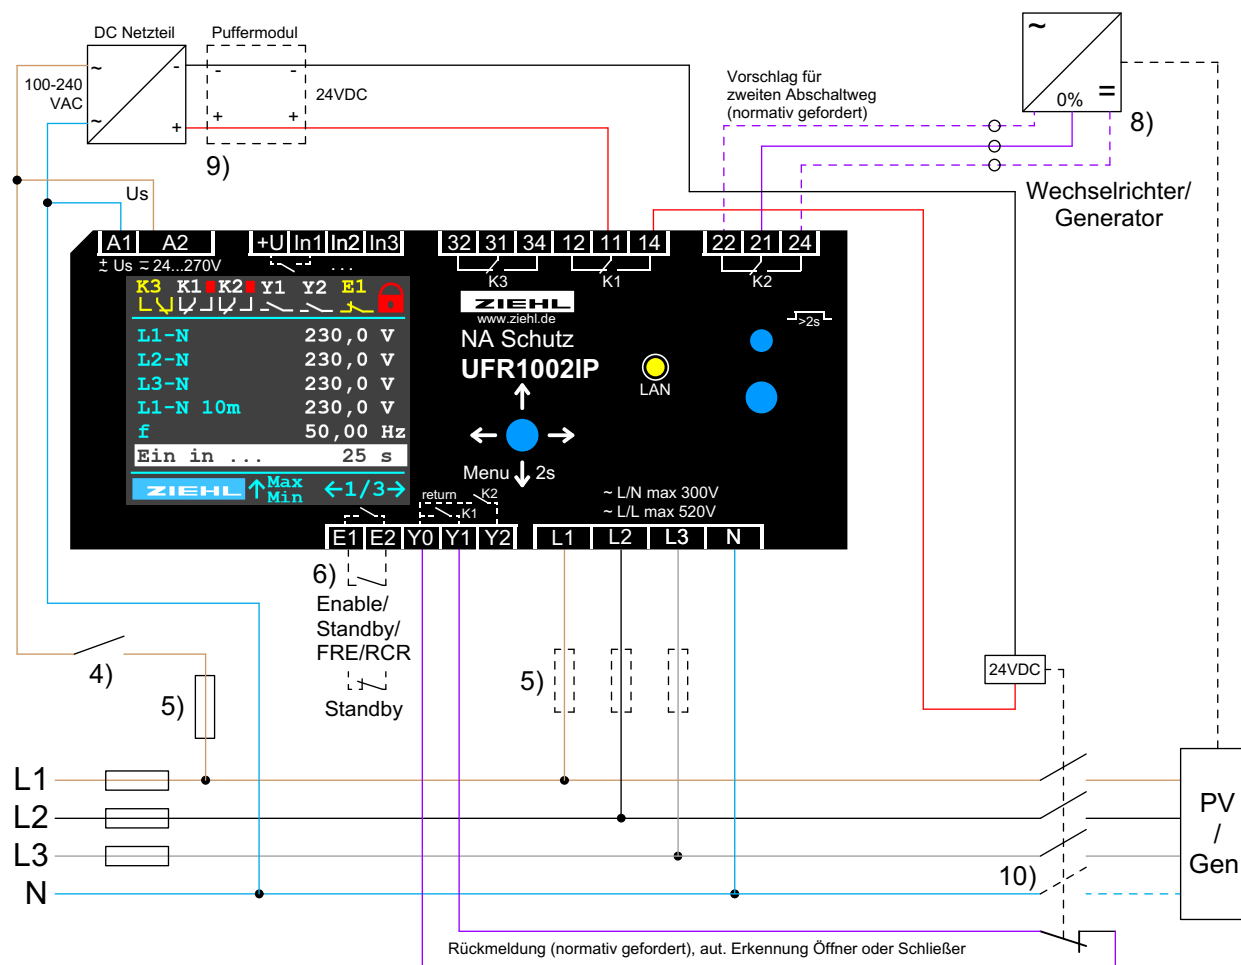 DC Netzteil
Puffermodul
~
-
-
-
100-240
VAC
24VDC
~
+
+
+
9)
Us
Vorschlag für
zweiten Abschaltweg
(normativ gefordert)
~
=
0%
8)
Wechselrichter/
Generator
A1 A2 +U In1 In2 In3 32 31 34 12 11 14 22 21 24
Us 24...270V
...
K3 K1 K2
K3 K1 K2 Y1 Y2 E1
L1-N 230,0 V
L2-N 230,0 V
L3-N 230,0 V
L1-N 10m 230,0 V
f 50,00 Hz
Ein in ... 25 s
ZIEHL ↑Max Min ←1/3→
ZIEHL
www.ziehl.de
NA Schutz
UFR1002IP
LAN
>2s
Menu 2s
return K1 K2
~ L/N max 300V
~ L/L max 520V
E1 E2 Y0 Y1 Y2 L1 L2 L3 N
6)
Enable/
Standby/
FRE/RCR
Standby
4)
5)
5)
24VDC
L1
L2
L3
N
10)
PV
/
Gen
Rückmeldung (normativ gefordert), aut. Erkennung Öffner oder Schließer